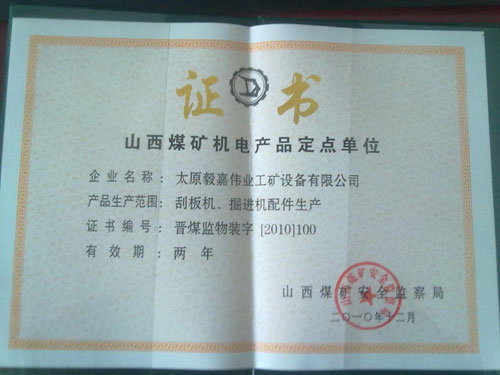 证书
山西煤矿机电产品定点单位
企业名称：太原毅嘉伟业工矿设备有限公司
产品生产范围：刮板机、掘进机配件生产
证书编号：晋煤监物装字 [2010]100
有效期：两年
山西煤矿安全监察局
二〇一〇年十二月